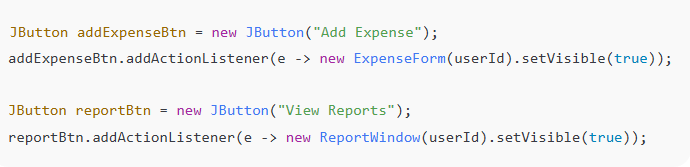 JButton addExpenseBtn = new JButton("Add Expense");
addExpenseBtn.addActionListener(e -> new ExpenseForm(userId).setVisible(true));
JButton reportBtn = new JButton("View Reports");
reportBtn.addActionListener(e -> new ReportWindow(userId).setVisible(true));